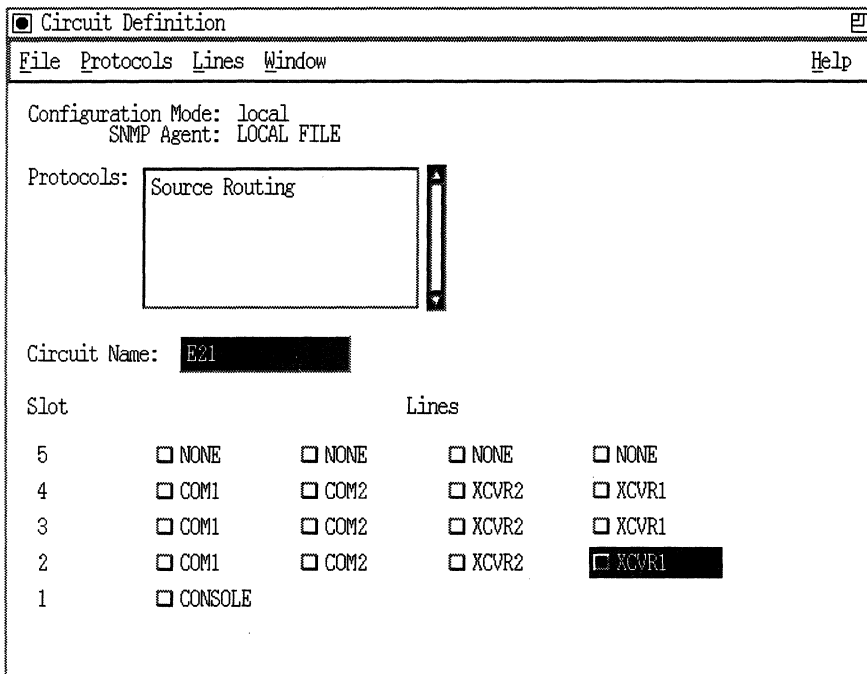 Circuit Definition
File Protocols Lines Window Help
Configuration Mode: local
SNMP Agent: LOCAL FILE
Protocols: Source Routing
Circuit Name: E21
Slot Lines
5 NONE NONE NONE NONE
4 COM1 COM2 XCVR2 XCVR1
3 COM1 COM2 XCVR2 XCVR1
2 COM1 COM2 XCVR2 XCVR1
1 CONSOLE